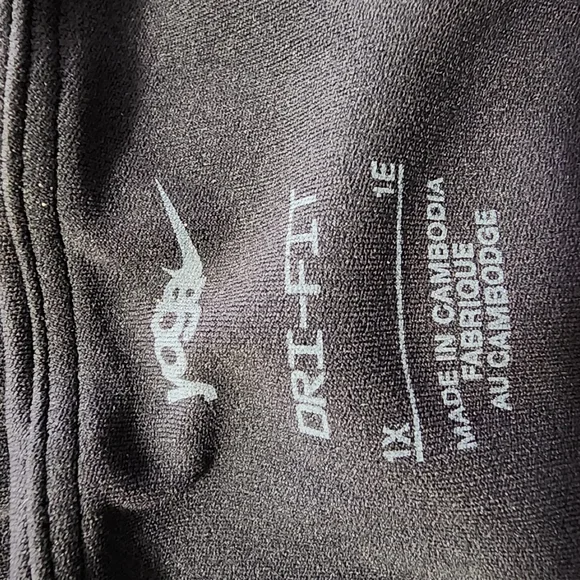 yoga
DRI-FIT
1X 1E
MADE IN CAMBODIA
FABRIQUE
AU CAMBODGE